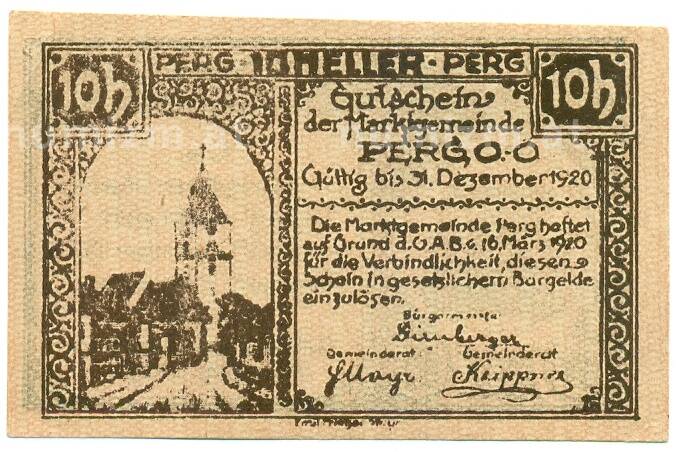 10h PERG · 10 HELLER · PERG 10h
Gutschein
der Marktgemeinde
PERG O.-Ö
Gültig bis 31. Dezember 1920
Die Marktgemeinde Perg haftet
auf Grund d. G.A.B. v. 16. März 1920
für die Verbindlichkeit, diesen
Schein in gesetzlichem Bargelde
einzulösen.
Bürgermeister
Gemeinderat Gemeinderat